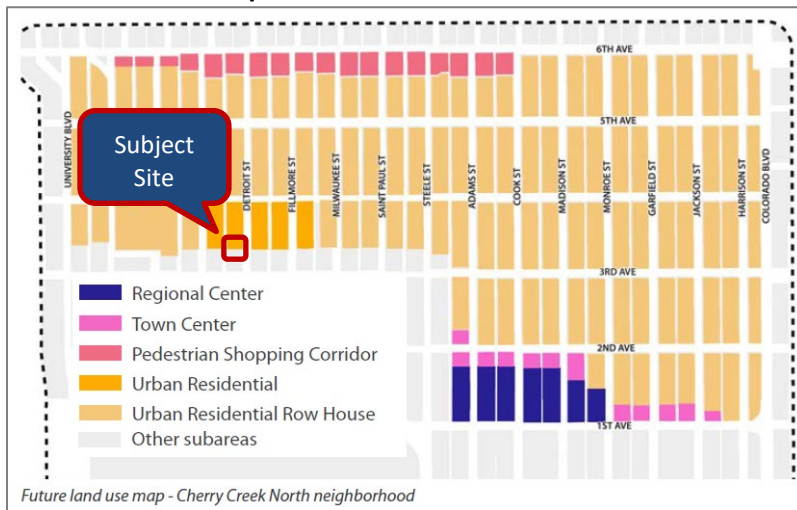 6TH AVE
5TH AVE
UNIVERSITY BLVD
Subject
Site
DETROIT ST
FILLMORE ST
MILWAUKEE ST
SAINT PAUL ST
STEELE ST
ADAMS ST
COOK ST
MADISON ST
MONROE ST
GARFIELD ST
JACKSON ST
HARRISON ST
COLORADO BLVD
3RD AVE
Regional Center
Town Center
Pedestrian Shopping Corridor
Urban Residential
Urban Residential Row House
Other subareas
2ND AVE
1ST AVE
Future land use map - Cherry Creek North neighborhood